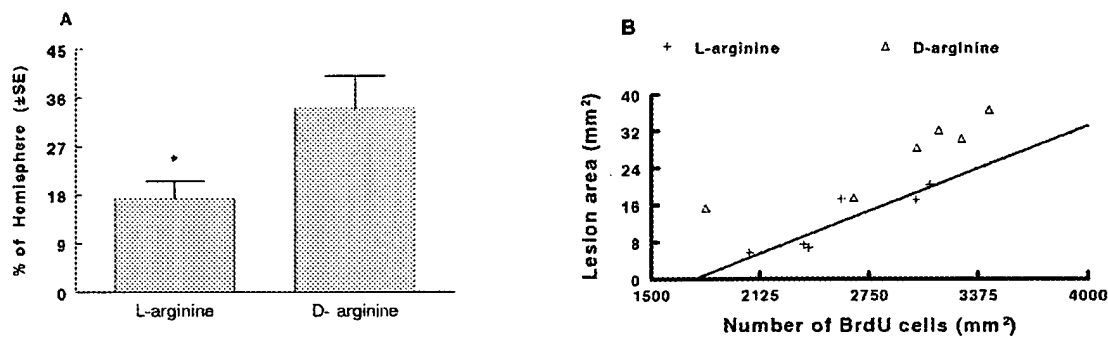 A
% of Hemisphere (±SE)
45
36
27
18
9
0
*
L-arginine
D- arginine
B
+ L-arginine
△ D-arginine
Lesion area (mm²)
40
32
24
16
8
0
1500
2125
2750
3375
4000
Number of BrdU cells (mm²)